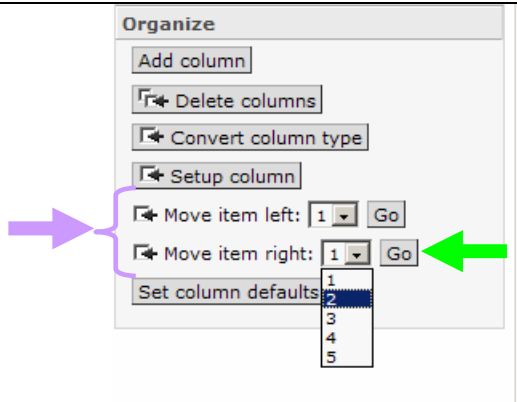 Organize
Add column
Delete columns
Convert column type
Setup column
Move item left: 1 Go
Move item right: 1 Go
Set column defaults
1
2
3
4
5